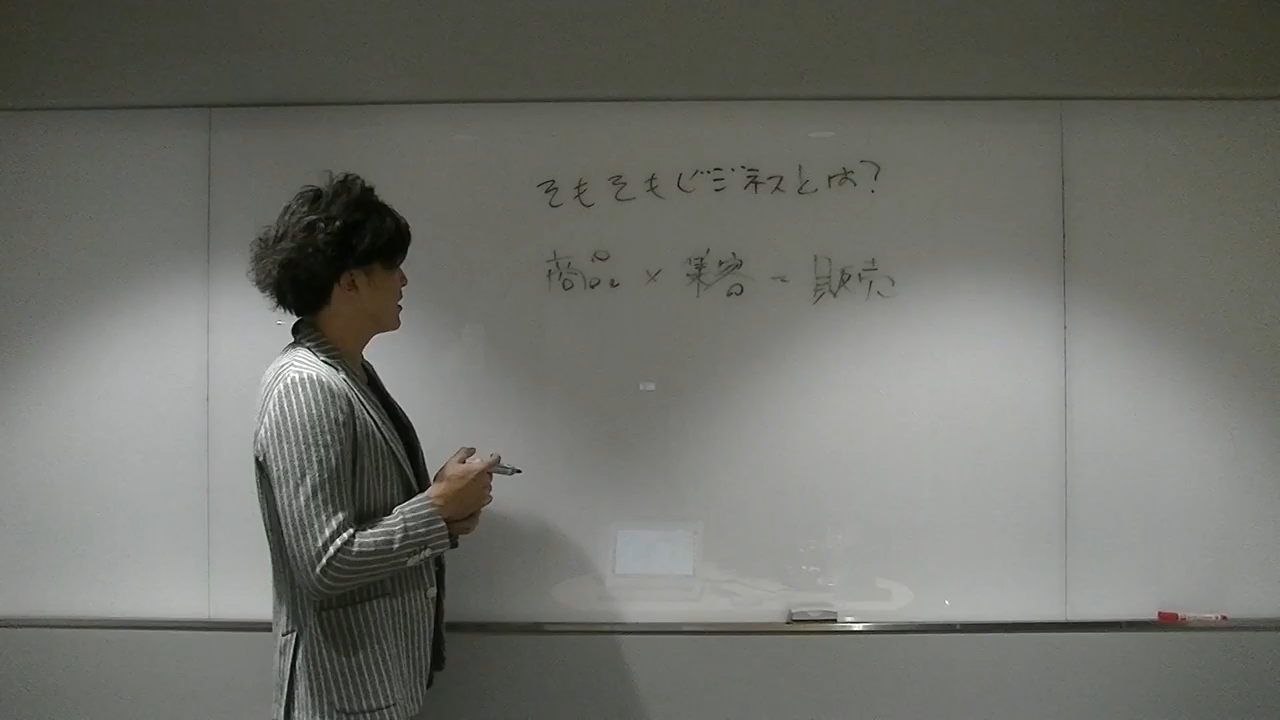 そもそもビジネスとは?
商品 × 集客 = 販売